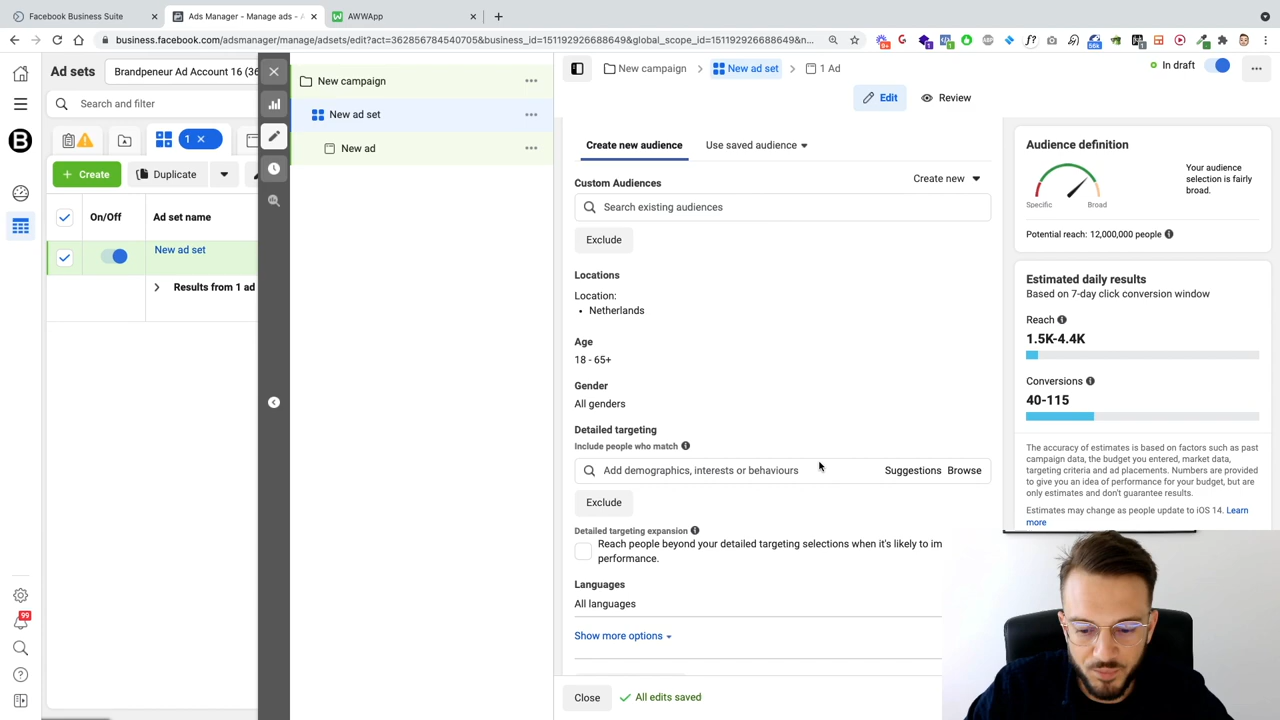 Facebook Business Suite
Ads Manager - Manage ads - A
AWWApp
business.facebook.com/adsmanager/manage/adsets/edit?act=362856784540705&business_id=151192926688649&global_scope_id=151192926688649&n...
Ad sets
Brandpeneur Ad Account 16 (36
Search and filter
1
Create
Duplicate
On/Off
Ad set name
New ad set
Results from 1 ad
99
New campaign
New ad set
New ad
New campaign
New ad set
1 Ad
In draft
Edit
Review
Create new audience
Use saved audience
Custom Audiences
Create new
Search existing audiences
Exclude
Locations
Location:
• Netherlands
Age
18 - 65+
Gender
All genders
Detailed targeting
Include people who match
Add demographics, interests or behaviours
Suggestions
Browse
Exclude
Detailed targeting expansion
Reach people beyond your detailed targeting selections when it's likely to im
performance.
Languages
All languages
Show more options
Close
All edits saved
Audience definition
Specific
Broad
Your audience
selection is fairly
broad.
Potential reach: 12,000,000 people
Estimated daily results
Based on 7-day click conversion window
Reach
1.5K-4.4K
Conversions
40-115
The accuracy of estimates is based on factors such as past
campaign data, the budget you entered, market data,
targeting criteria and ad placements. Numbers are provided
to give you an idea of performance for your budget, but are
only estimates and don't guarantee results.
Estimates may change as people update to iOS 14. Learn
more